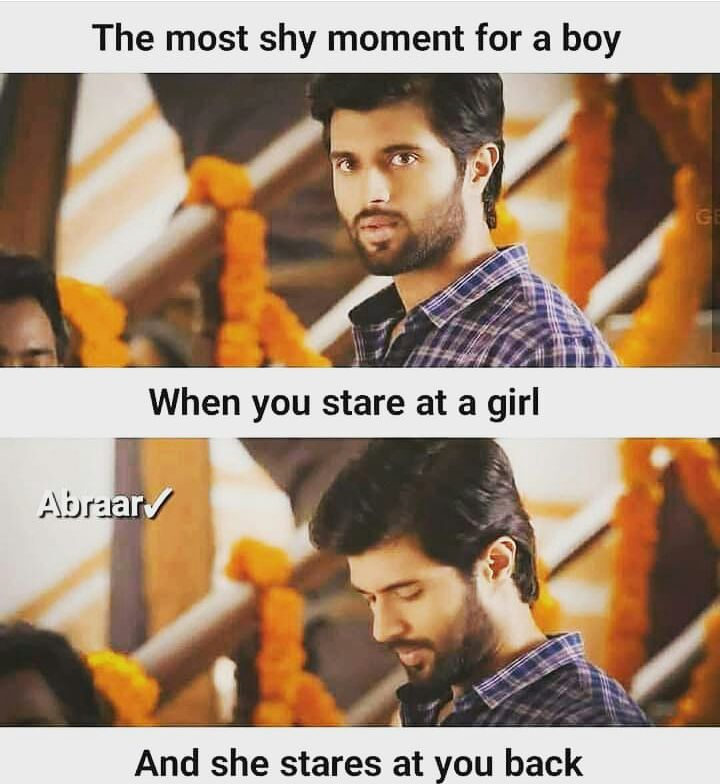 The most shy moment for a boy
When you stare at a girl
Abraar✓
And she stares at you back